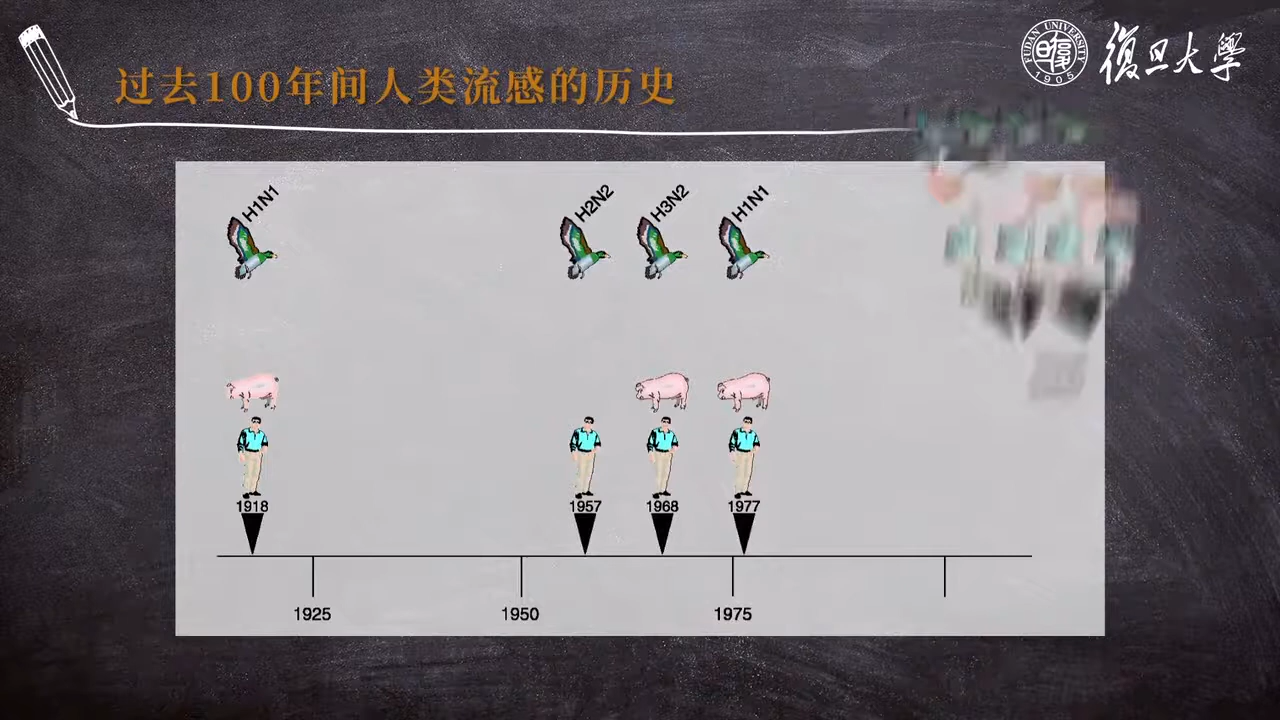 过去100年间人类流感的历史
FUDAN UNIVERSITY
1905
復旦大學
H1N1
H2N2
H3N2
H1N1
1918
1957
1968
1977
1925
1950
1975